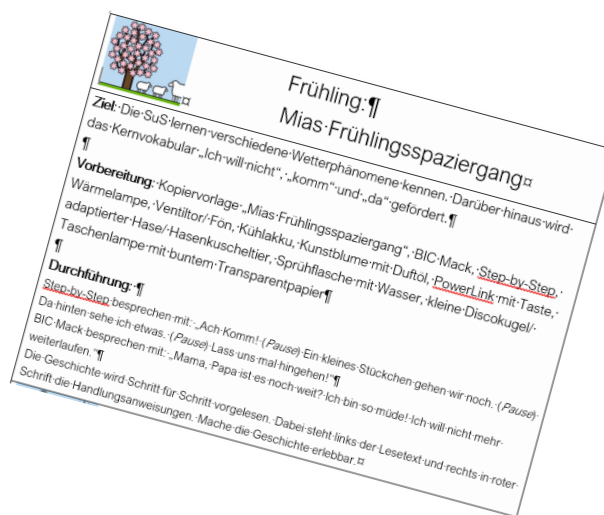 Frühling:¶
Mias·Frühlingsspaziergang¤
Ziel:·Die·SuS·lernen·verschiedene·Wetterphänomene·kennen.·Darüber·hinaus·wird·
das·Kernvokabular·„Ich·will·nicht“,·„komm“·und·„da“·gefördert.¶
¶
Vorbereitung:·Kopiervorlage·„Mias·Frühlingsspaziergang“,·BIC·Mack,·Step-by-Step,·
Wärmelampe,·Ventiltor/·Fön,·Kühlakku,·Kunstblume·mit·Duftöl,·PowerLink·mit·Taste,·
adaptierter·Hase/·Hasenkuscheltier,·Sprühflasche·mit·Wasser,·kleine·Discokugel/·
Taschenlampe·mit·buntem·Transparentpapier¶
¶
Durchführung:·¶
Step-by-Step·besprechen·mit:·„Ach·Komm!·(Pause)·Ein·kleines·Stückchen·gehen·wir·noch.·(Pause)·
Da·hinten·sehe·ich·etwas.·(Pause)·Lass·uns·mal·hingehen!“¶
BIC·Mack·besprechen·mit:·„Mama,·Papa·ist·es·noch·weit?·Ich·bin·so·müde!·Ich·will·nicht·mehr·
weiterlaufen.“¶
Die·Geschichte·wird·Schritt·für·Schritt·vorgelesen.·Dabei·steht·links·der·Lesetext·und·rechts·in·roter·
Schrift·die·Handlungsanweisungen.·Mache·die·Geschichte·erlebbar.¤